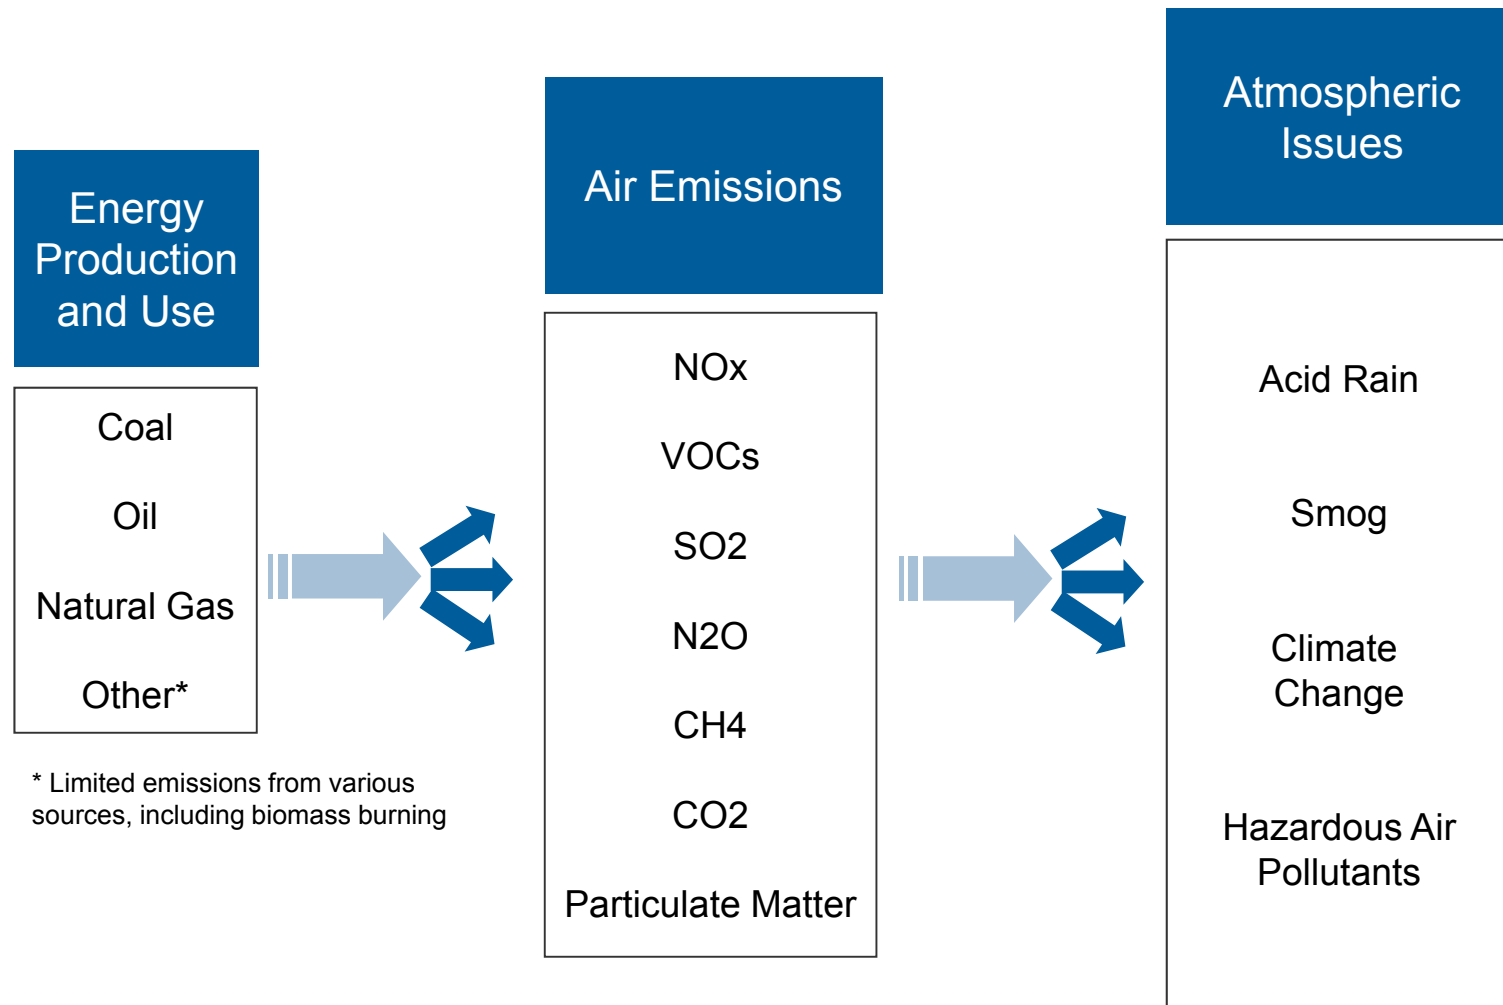 Energy
Production
and Use
Coal
Oil
Natural Gas
Other*
* Limited emissions from various
sources, including biomass burning
Air Emissions
NOx
VOCs
SO2
N2O
CH4
CO2
Particulate Matter
Atmospheric
Issues
Acid Rain
Smog
Climate
Change
Hazardous Air
Pollutants